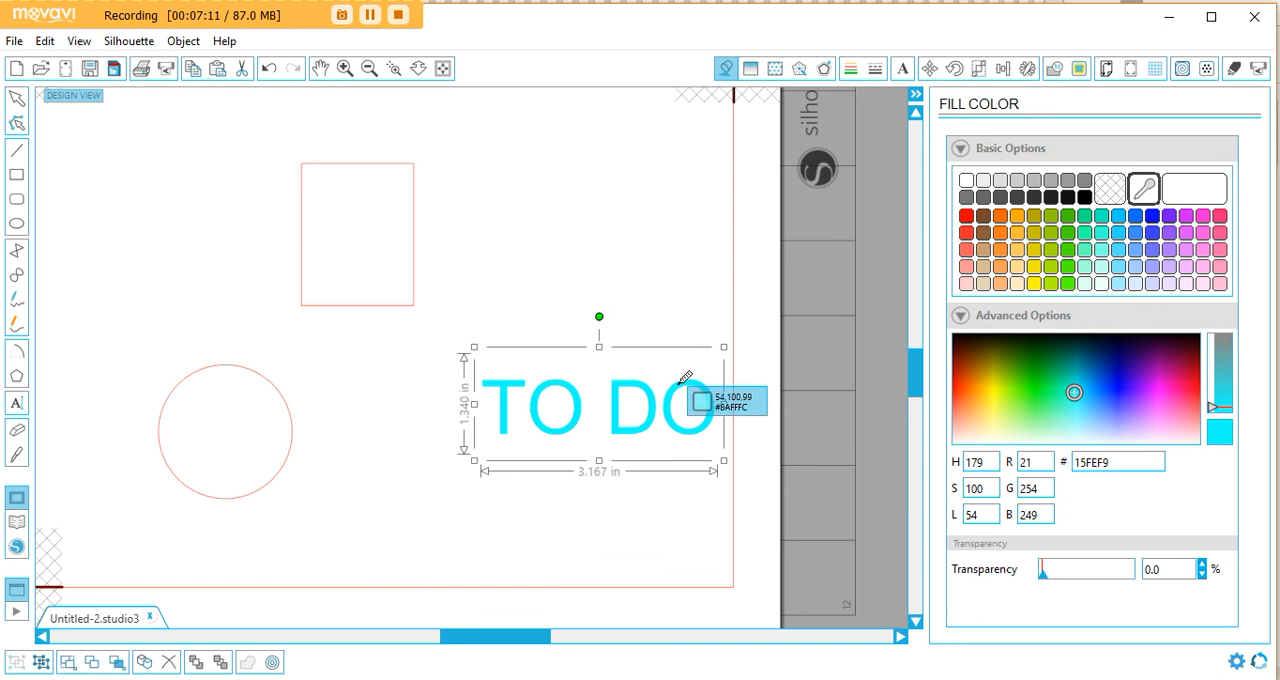 movavi Recording [00:07:11 / 87.0 MB]
File Edit View Silhouette Object Help
DESIGN VIEW
silho
FILL COLOR
Basic Options
Advanced Options
TO DO
54,100,99
#BAFFFC
1.340 in
3.167 in
H 179 R 21 # 15FEF9
S 100 G 254
L 54 B 249
Transparency
Transparency 0.0 %
12
Untitled-2.studio3 x